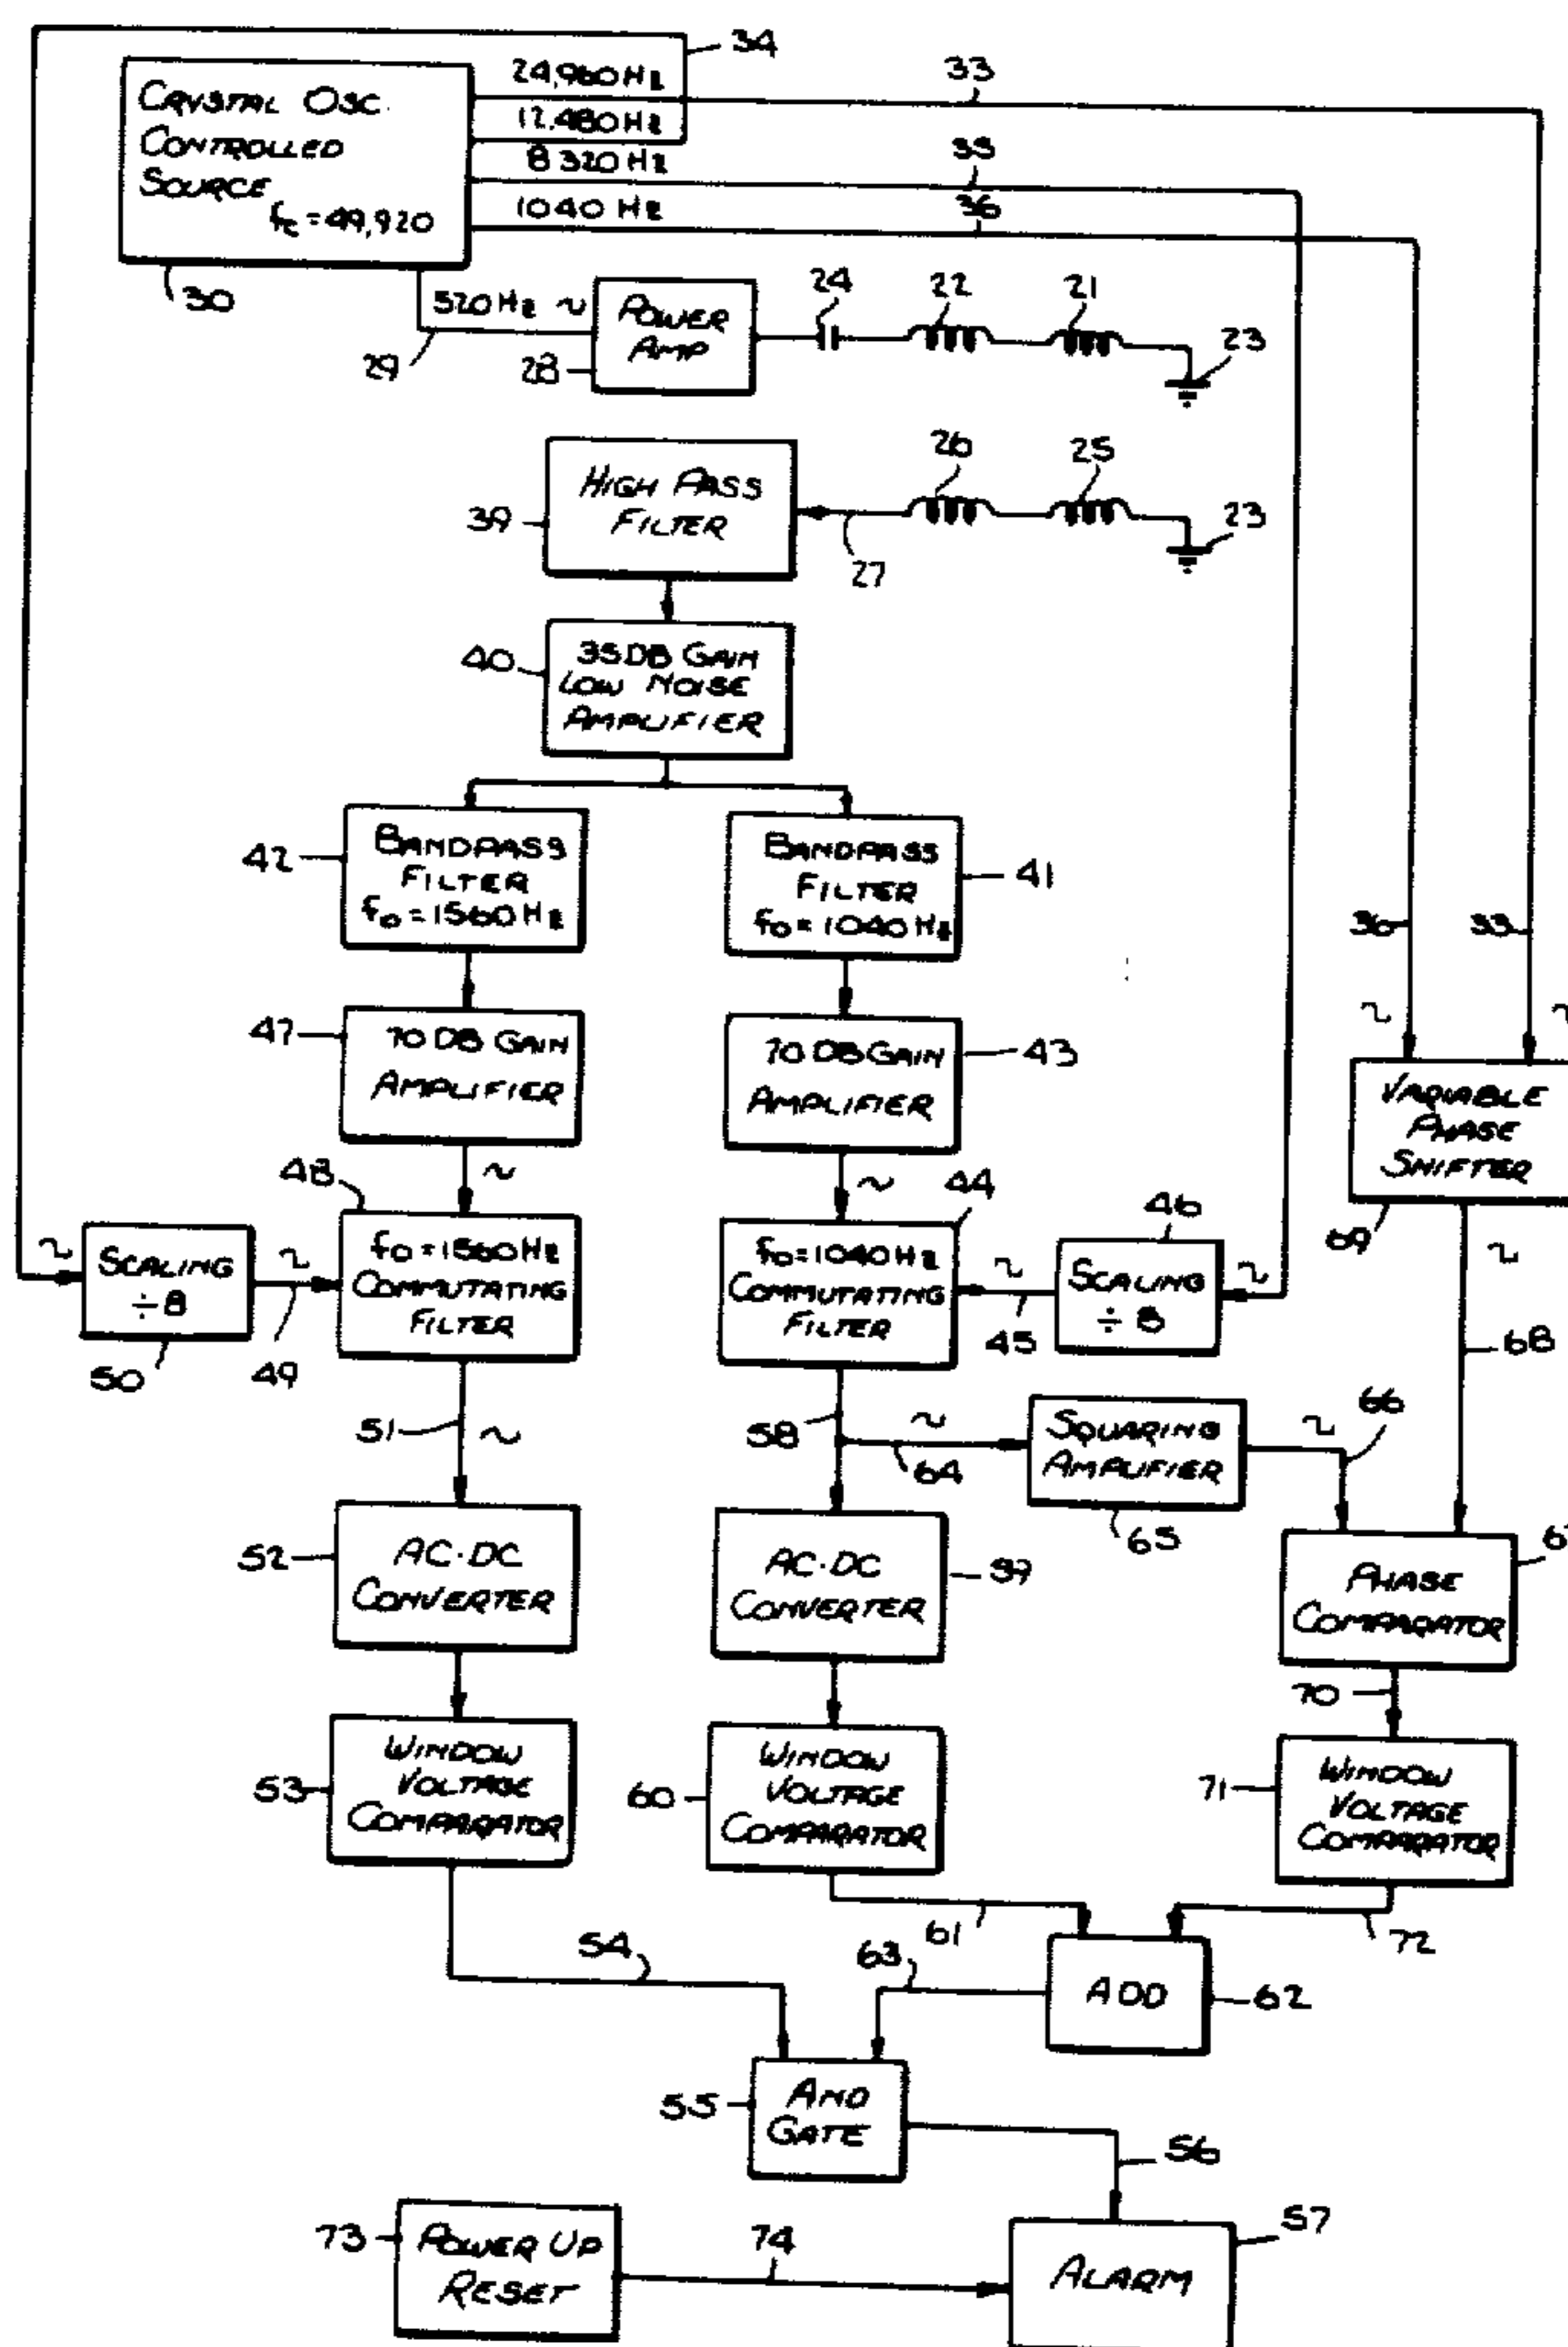 34
24,960 Hz
33
CRYSTAL OSC.
CONTROLLED
SOURCE
fc = 49,920
12.480 Hz
8320 Hz
35
1040 Hz
36
30
520 Hz ~
29
POWER
AMP
28
24
22
21
23
HIGH PASS
FILTER
39
26
25
23
27
35 DB GAIN
LOW NOISE
AMPLIFIER
40
BANDPASS
FILTER
fo = 1560 Hz
42
BANDPASS
FILTER
fo = 1040 Hz
41
36
33
70 DB GAIN
AMPLIFIER
47
70 DB GAIN
AMPLIFIER
43
VARIABLE
PHASE
SHIFTER
69
48
~
~
44
46
SCALING
÷ 8
50
49
fo = 1560 Hz
COMMUTATING
FILTER
fo = 1040 Hz
COMMUTATING
FILTER
45
SCALING
÷ 8
68
51
~
58
~
64
SQUARING
AMPLIFIER
65
66
AC-DC
CONVERTER
52
AC-DC
CONVERTER
59
PHASE
COMPARATOR
70
WINDOW
VOLTAGE
COMPARATOR
53
WINDOW
VOLTAGE
COMPARATOR
60
WINDOW
VOLTAGE
COMPARATOR
71
61
72
54
63
ADD
62
AND
GATE
55
56
POWER UP
RESET
73
74
ALARM
57